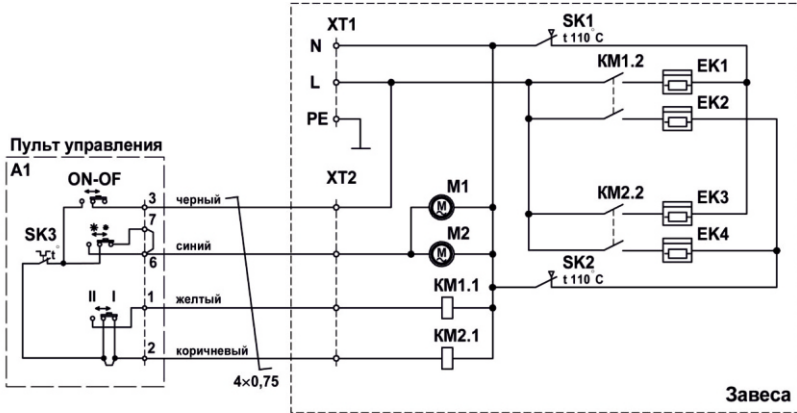 XT1
N
L
PE
SK1
t 110°C
KM1.2
EK1
EK2
Пульт управления
A1
ON-OF
SK3
t°
3
7
6
черный
синий
XT2
M1
M
M2
M
KM2.2
EK3
EK4
SK2
t 110°C
II I
1
желтый
KM1.1
2
коричневый
KM2.1
4×0,75
Завеса